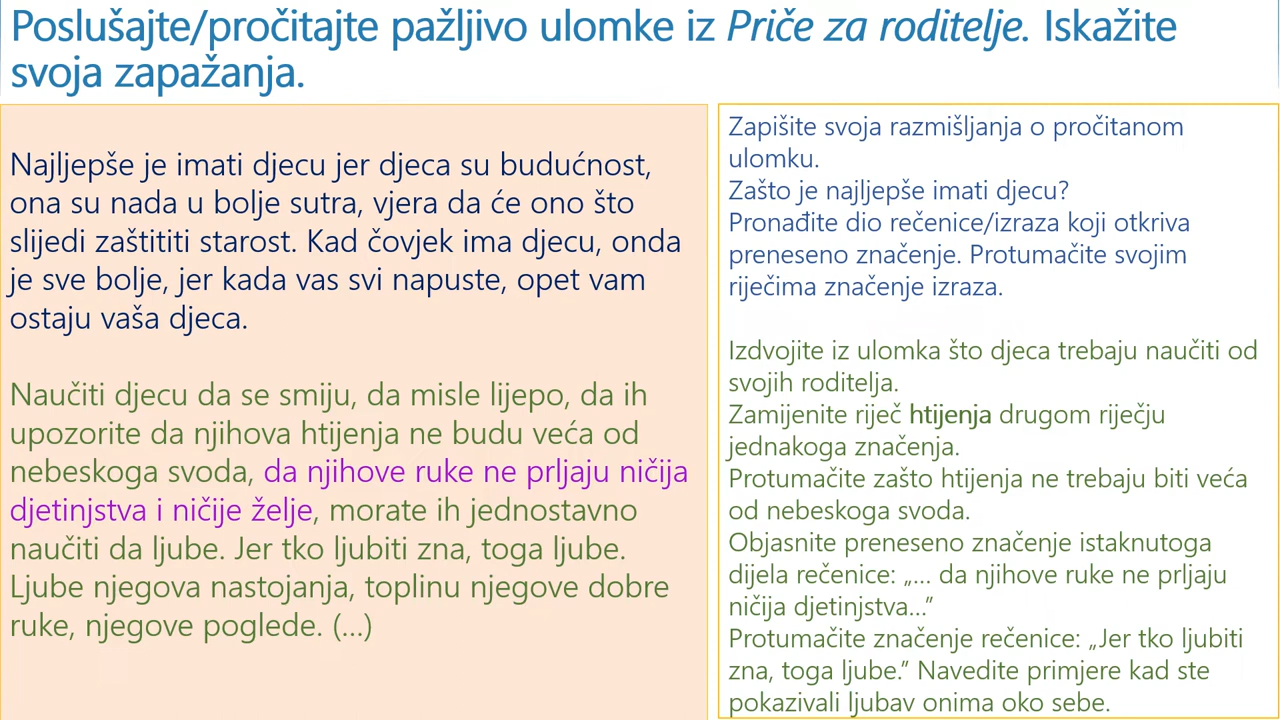 Poslušajte/pročitajte pažljivo ulomke iz Priče za roditelje. Iskažite
svoja zapažanja.
Najljepše je imati djecu jer djeca su budućnost,
ona su nada u bolje sutra, vjera da će ono što
slijedi zaštititi starost. Kad čovjek ima djecu, onda
je sve bolje, jer kada vas svi napuste, opet vam
ostaju vaša djeca.
Naučiti djecu da se smiju, da misle lijepo, da ih
upozorite da njihova htijenja ne budu veća od
nebeskoga svoda, da njihove ruke ne prljaju ničija
djetinjstva i ničije želje, morate ih jednostavno
naučiti da ljube. Jer tko ljubiti zna, toga ljube.
Ljube njegova nastojanja, toplinu njegove dobre
ruke, njegove poglede. (...)
Zapišite svoja razmišljanja o pročitanom
ulomku.
Zašto je najljepše imati djecu?
Pronađite dio rečenice/izraza koji otkriva
preneseno značenje. Protumačite svojim
riječima značenje izraza.
Izdvojite iz ulomka što djeca trebaju naučiti od
svojih roditelja.
Zamijenite riječ htijenja drugom riječju
jednakoga značenja.
Protumačite zašto htijenja ne trebaju biti veća
od nebeskoga svoda.
Objasnite preneseno značenje istaknutoga
dijela rečenice: „... da njihove ruke ne prljaju
ničija djetinjstva...”
Protumačite značenje rečenice: „Jer tko ljubiti
zna, toga ljube.” Navedite primjere kad ste
pokazivali ljubav onima oko sebe.